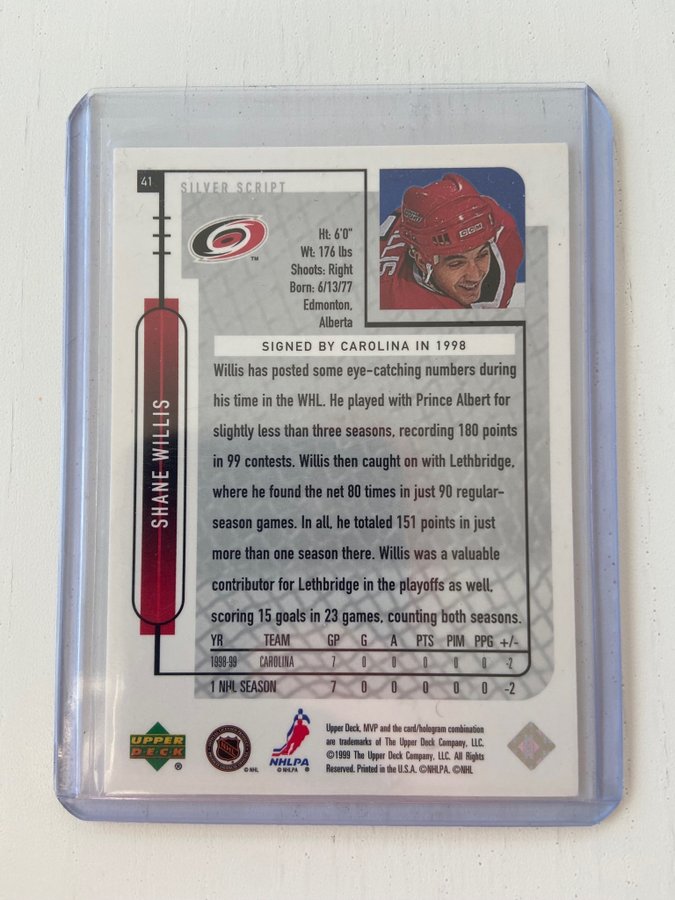 41
SILVER SCRIPT
TM
Ht: 6'0"
Wt: 176 lbs
Shoots: Right
Born: 6/13/77
Edmonton,
Alberta
CCM
SHANE WILLIS
SIGNED BY CAROLINA IN 1998
Willis has posted some eye-catching numbers during
his time in the WHL. He played with Prince Albert for
slightly less than three seasons, recording 180 points
in 99 contests. Willis then caught on with Lethbridge,
where he found the net 80 times in just 90 regular-
season games. In all, he totaled 151 points in just
more than one season there. Willis was a valuable
contributor for Lethbridge in the playoffs as well,
scoring 15 goals in 23 games, counting both seasons.
YR TEAM GP G A PTS PIM PPG +/-
1998-99 CAROLINA 7 0 0 0 0 0 -2
1 NHL SEASON 7 0 0 0 0 0 -2
UPPER
DECK
®
NHL
© NHL
NHLPA
© NHLPA ®
Upper Deck, MVP and the card/hologram combination
are trademarks of The Upper Deck Company, LLC.
©1999 The Upper Deck Company, LLC. All Rights
Reserved. Printed in the U.S.A. ©NHLPA. ©NHL